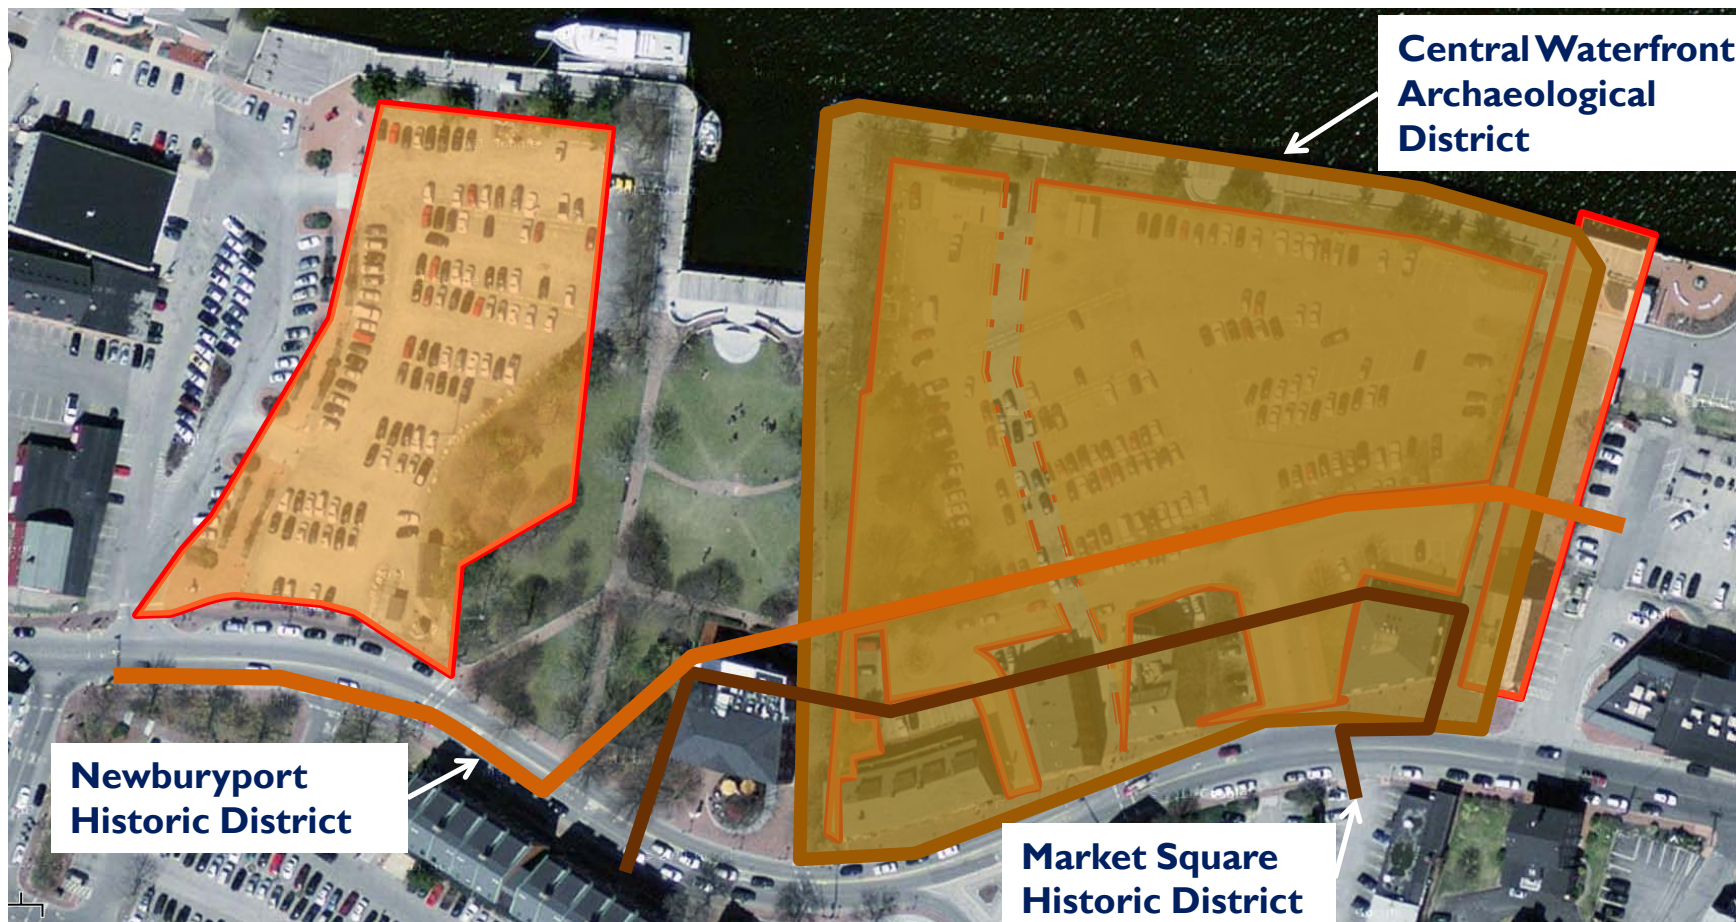 Central Waterfront
Archaeological
District
Newburyport
Historic District
Market Square
Historic District